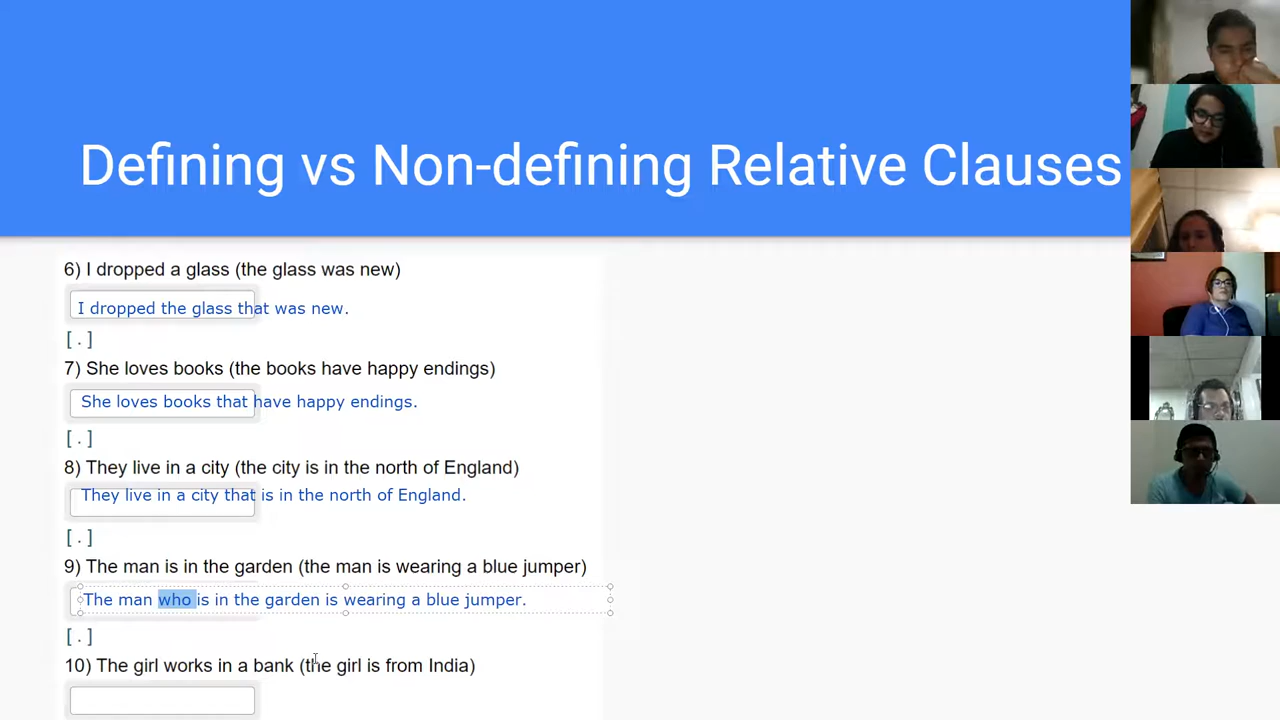 Defining vs Non-defining Relative Clauses
6) I dropped a glass (the glass was new)
I dropped the glass that was new.
[ . ]
7) She loves books (the books have happy endings)
She loves books that have happy endings.
[ . ]
8) They live in a city (the city is in the north of England)
They live in a city that is in the north of England.
[ . ]
9) The man is in the garden (the man is wearing a blue jumper)
The man who is in the garden is wearing a blue jumper.
[ . ]
10) The girl works in a bank (the girl is from India)